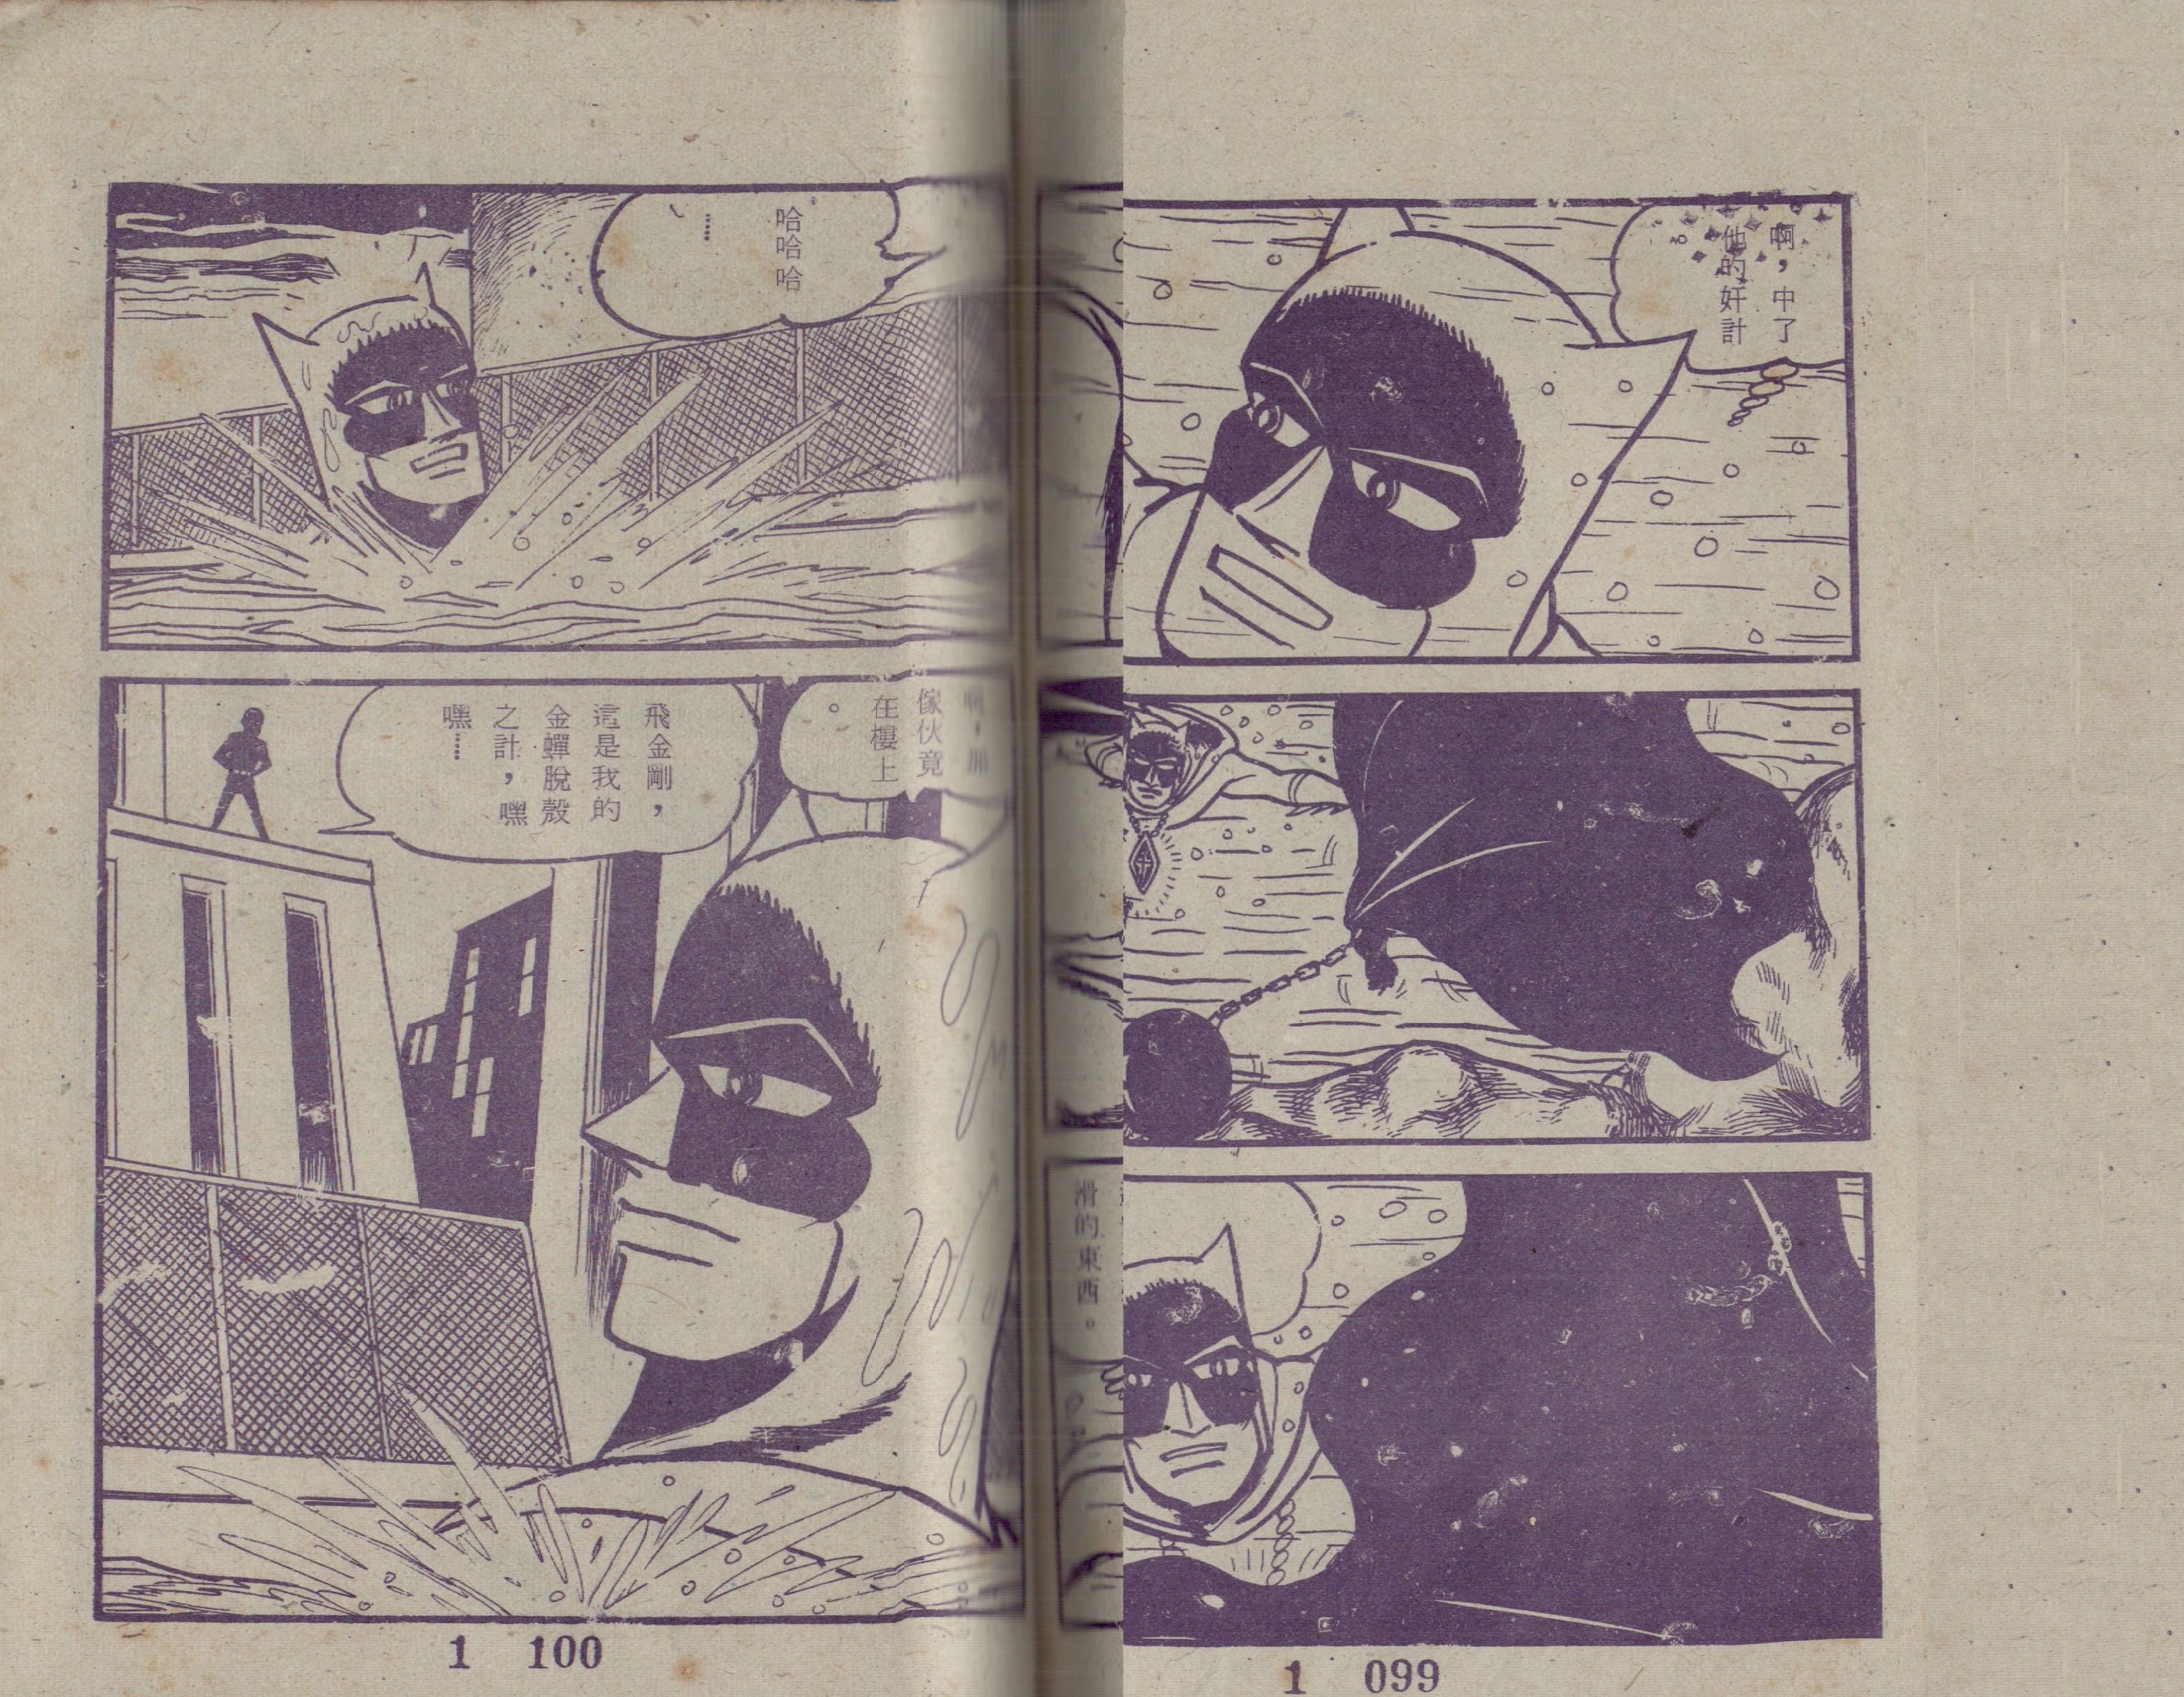 啊，中了
他的奸計
。
滑的東西。
1 099
哈哈哈
……
傢伙竟
在樓上
。
飛金剛，
這是我的
金蟬脫殼
之計，嘿
嘿……
1 100